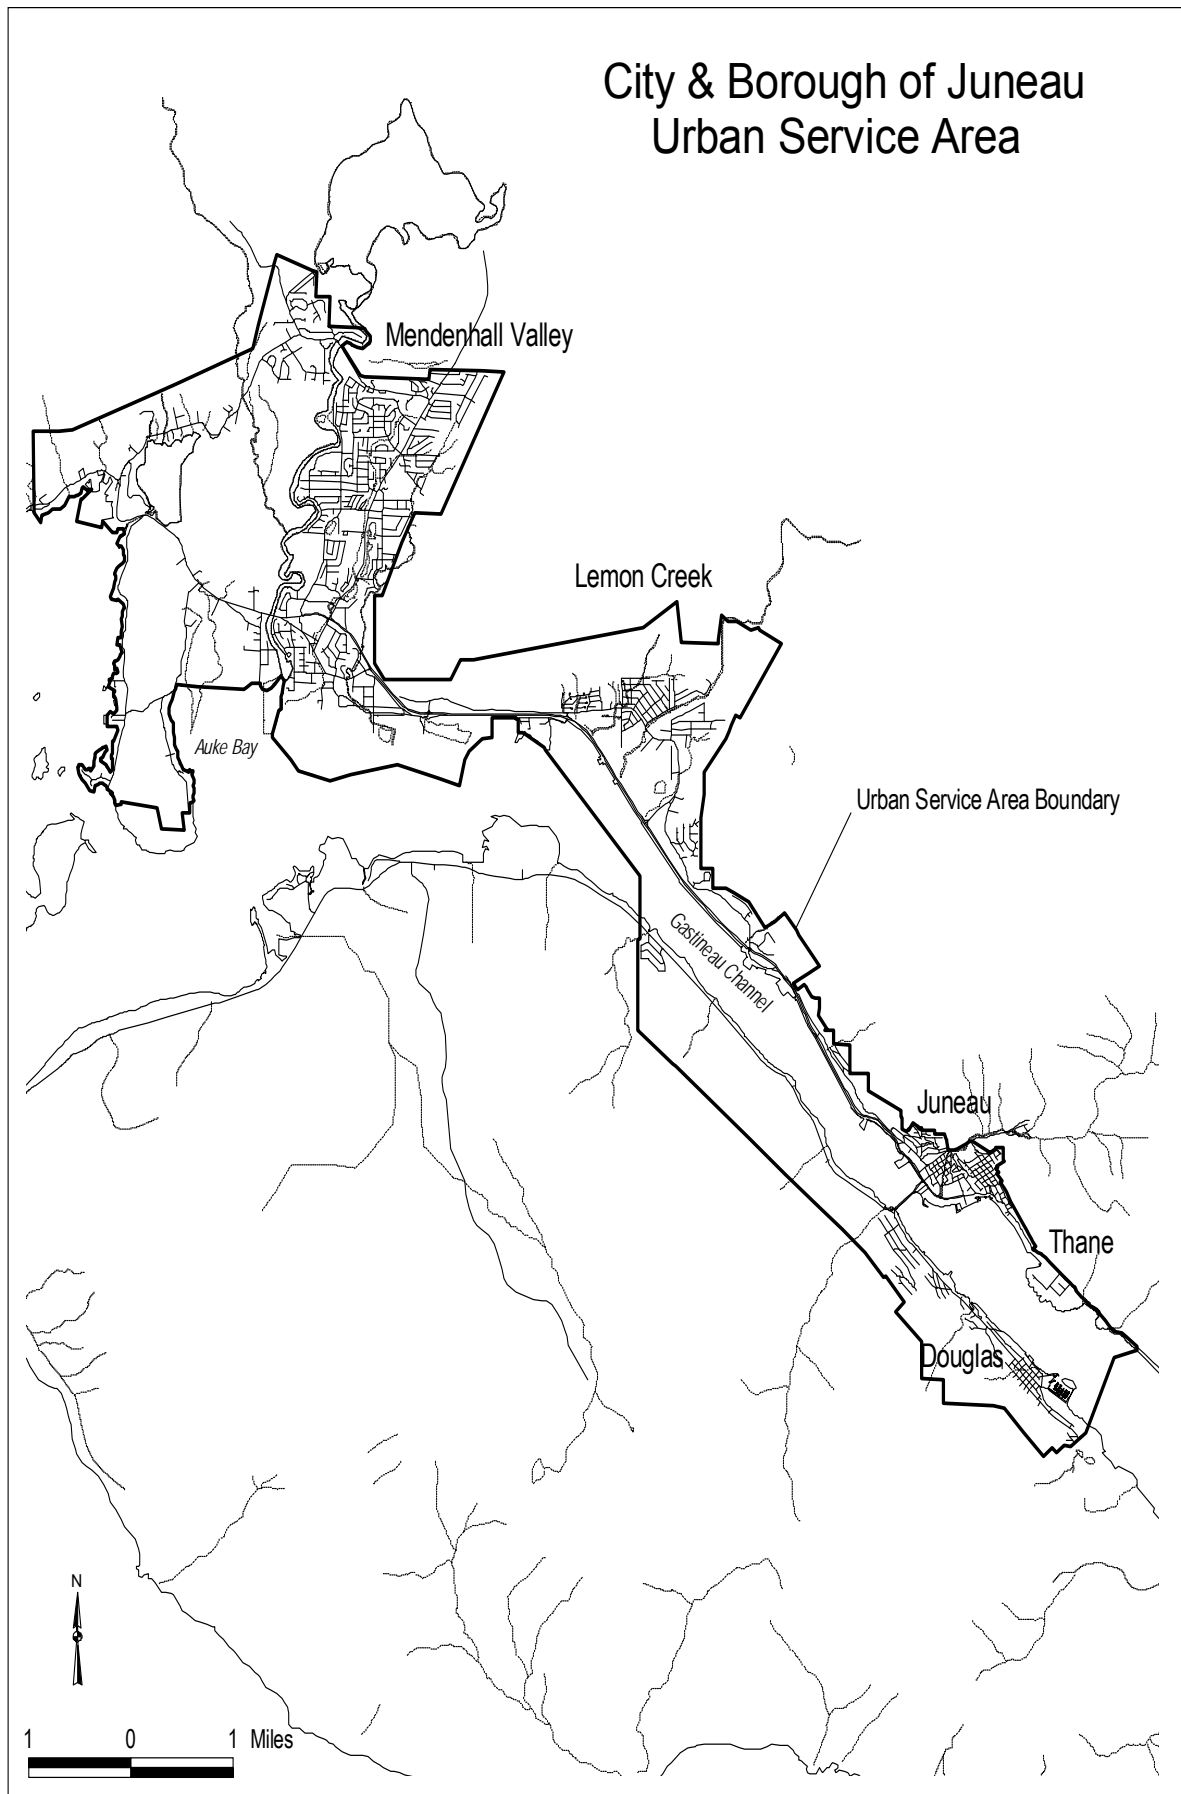 City & Borough of Juneau
Urban Service Area
Mendenhall Valley
Lemon Creek
Auke Bay
Urban Service Area Boundary
Gastineau Channel
Juneau
Thane
Douglas
N
1 0 1 Miles